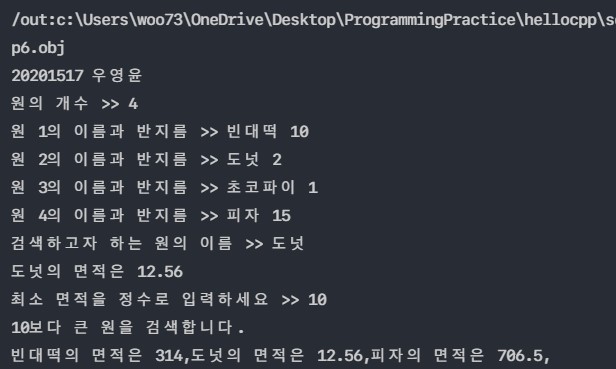 /out:c:\Users\woo73\OneDrive\Desktop\ProgrammingPractice\hellocpp\s
p6.obj
20201517 우영윤
원의 개수 >> 4
원 1의 이름과 반지름 >> 빈대떡 10
원 2의 이름과 반지름 >> 도넛 2
원 3의 이름과 반지름 >> 초코파이 1
원 4의 이름과 반지름 >> 피자 15
검색하고자 하는 원의 이름 >> 도넛
도넛의 면적은 12.56
최소 면적을 정수로 입력하세요 >> 10
10보다 큰 원을 검색합니다.
빈대떡의 면적은 314,도넛의 면적은 12.56,피자의 면적은 706.5,